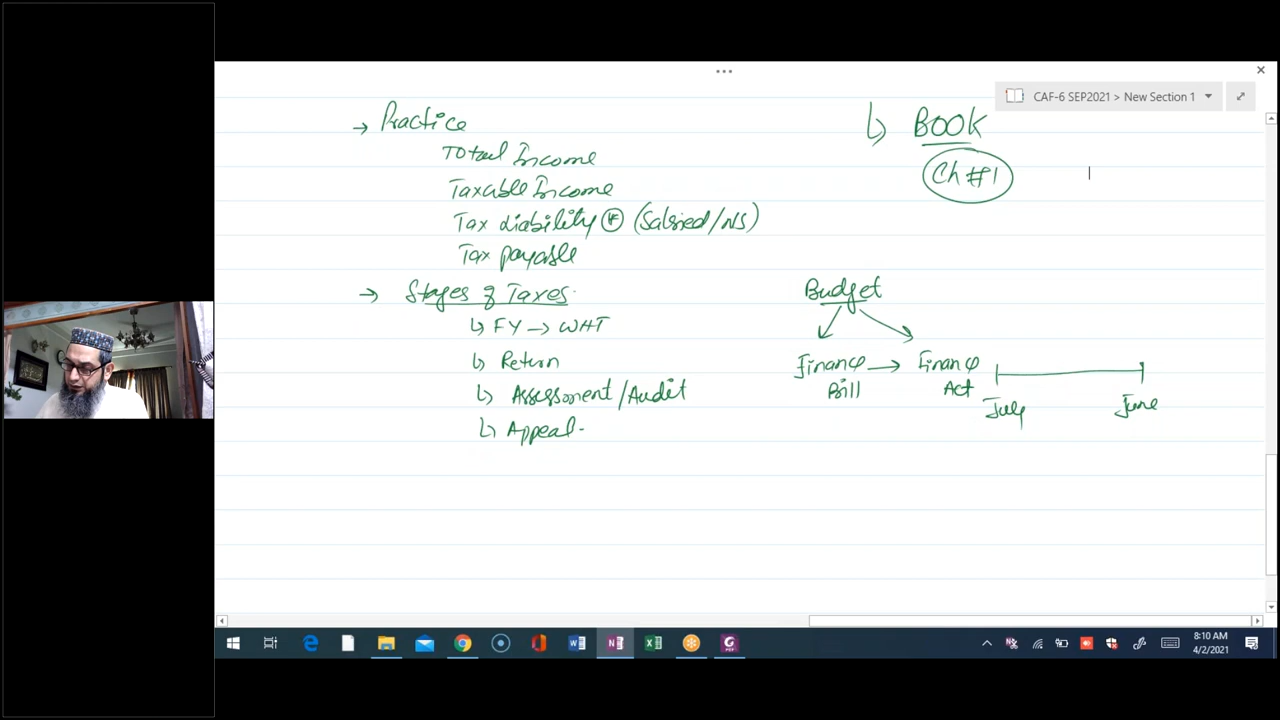 CAF-6 SEP2021 > New Section 1
→ Practice
Total Income
Taxable Income
Tax Liability (Salaried/NS)
Tax payable
→ Stages of Taxes
↳ FY → WHT
↳ Return
↳ Assessment/Audit
↳ Appeal
↳ BOOK
Ch #1
Budget
Finance Bill → Finance Act
July June
8:10 AM
4/2/2021